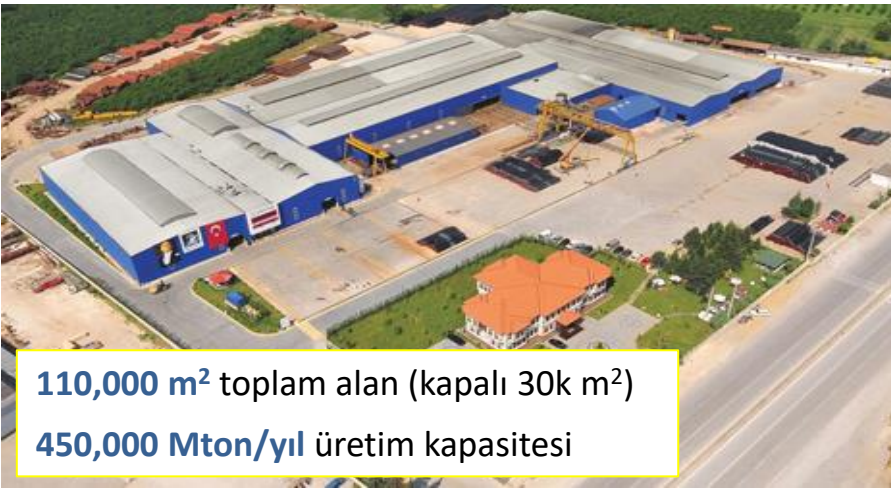 110,000 m² toplam alan (kapalı 30k m²)
450,000 Mton/yıl üretim kapasitesi